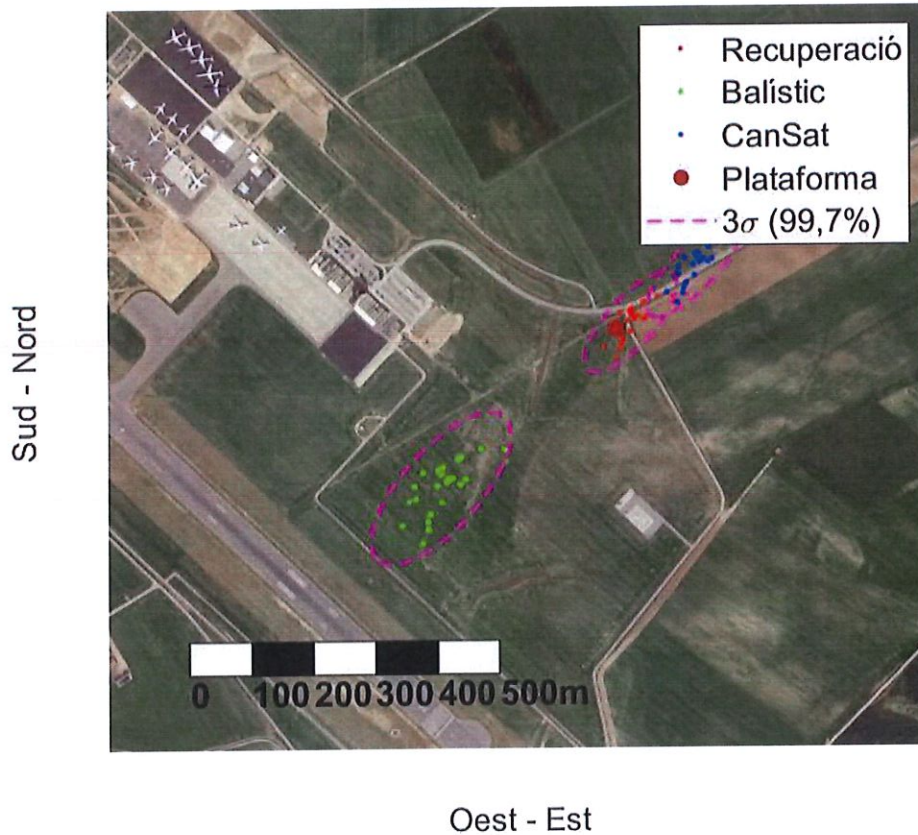 Recuperació
Balístic
CanSat
Plataforma
3σ (99,7%)
Sud - Nord
0 100 200 300 400 500m
Oest - Est